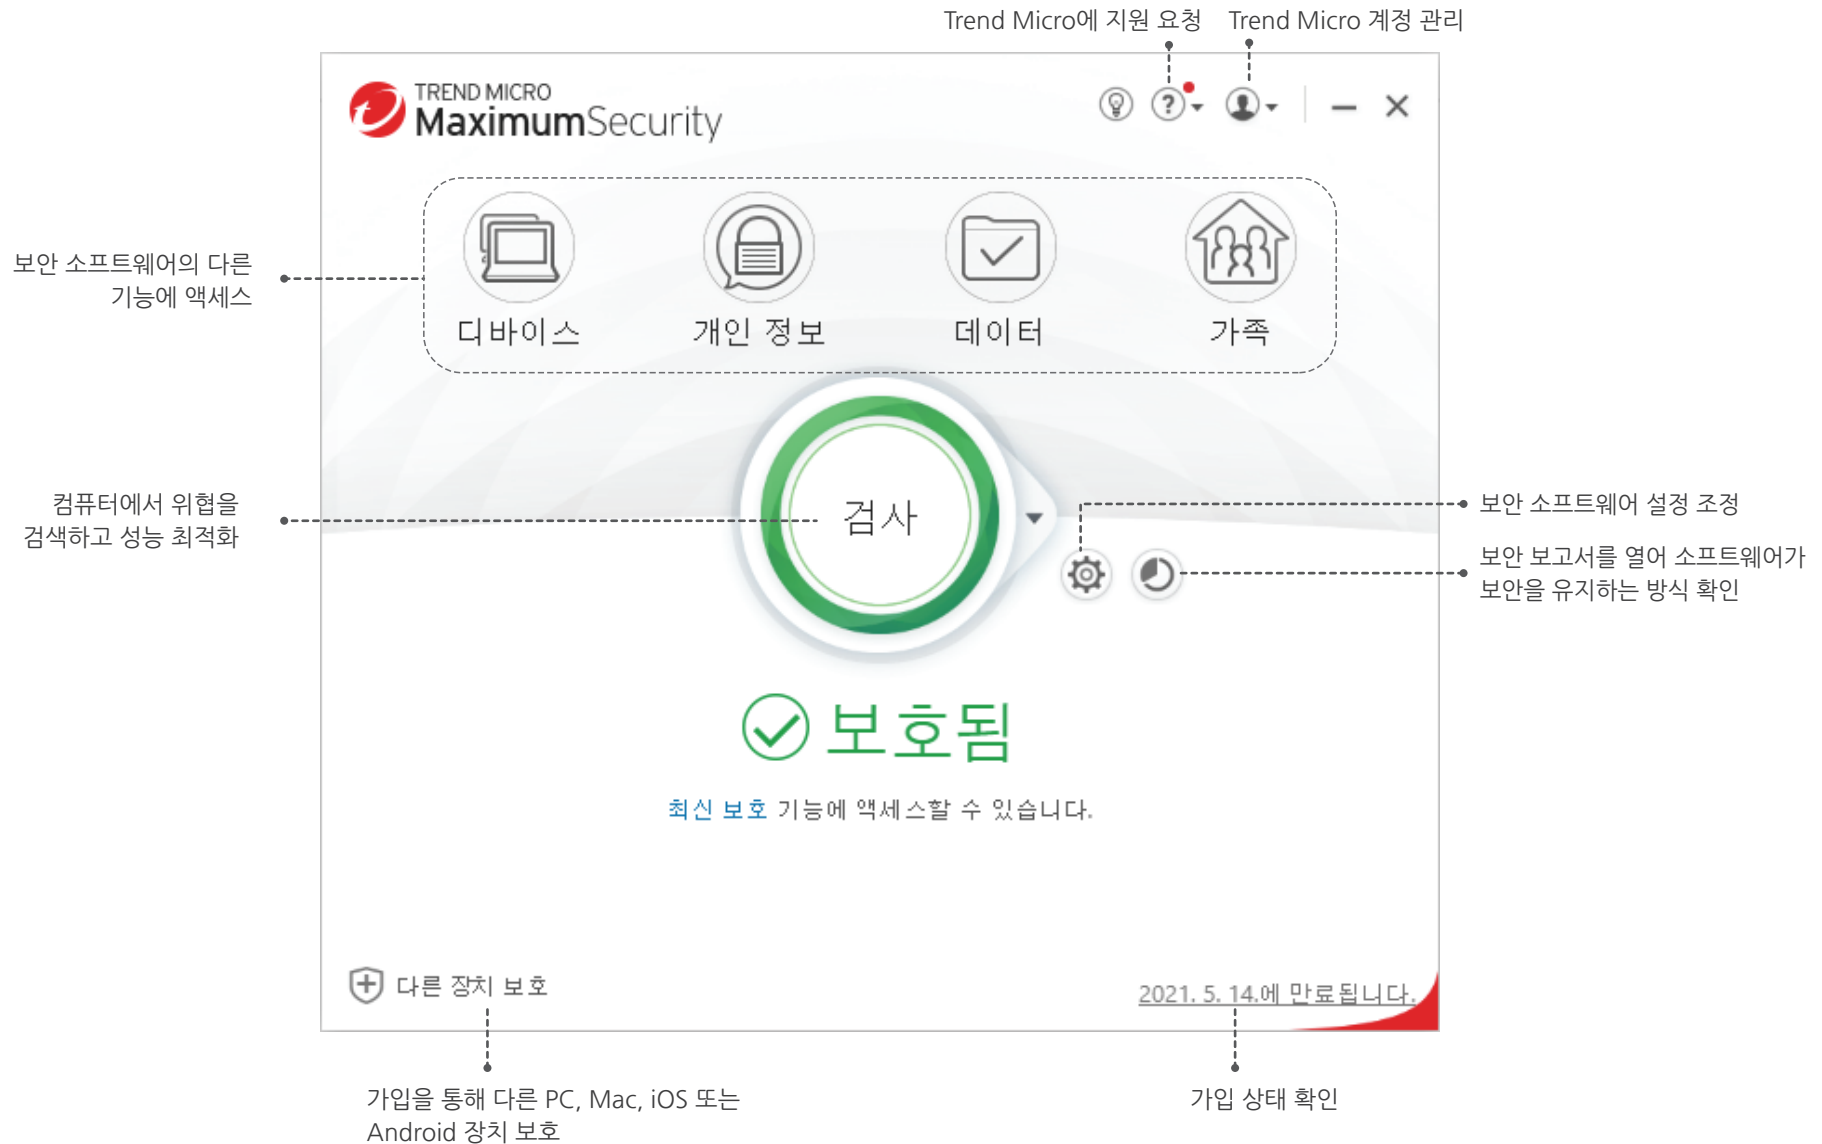 Trend Micro에 지원 요청
Trend Micro 계정 관리
TREND MICRO
MaximumSecurity
보안 소프트웨어의 다른
기능에 액세스
디바이스
개인 정보
데이터
가족
컴퓨터에서 위협을
검색하고 성능 최적화
검사
보안 소프트웨어 설정 조정
보안 보고서를 열어 소프트웨어가
보안을 유지하는 방식 확인
보호됨
최신 보호 기능에 액세스할 수 있습니다.
다른 장치 보호
2021. 5. 14.에 만료됩니다.
가입을 통해 다른 PC, Mac, iOS 또는
Android 장치 보호
가입 상태 확인